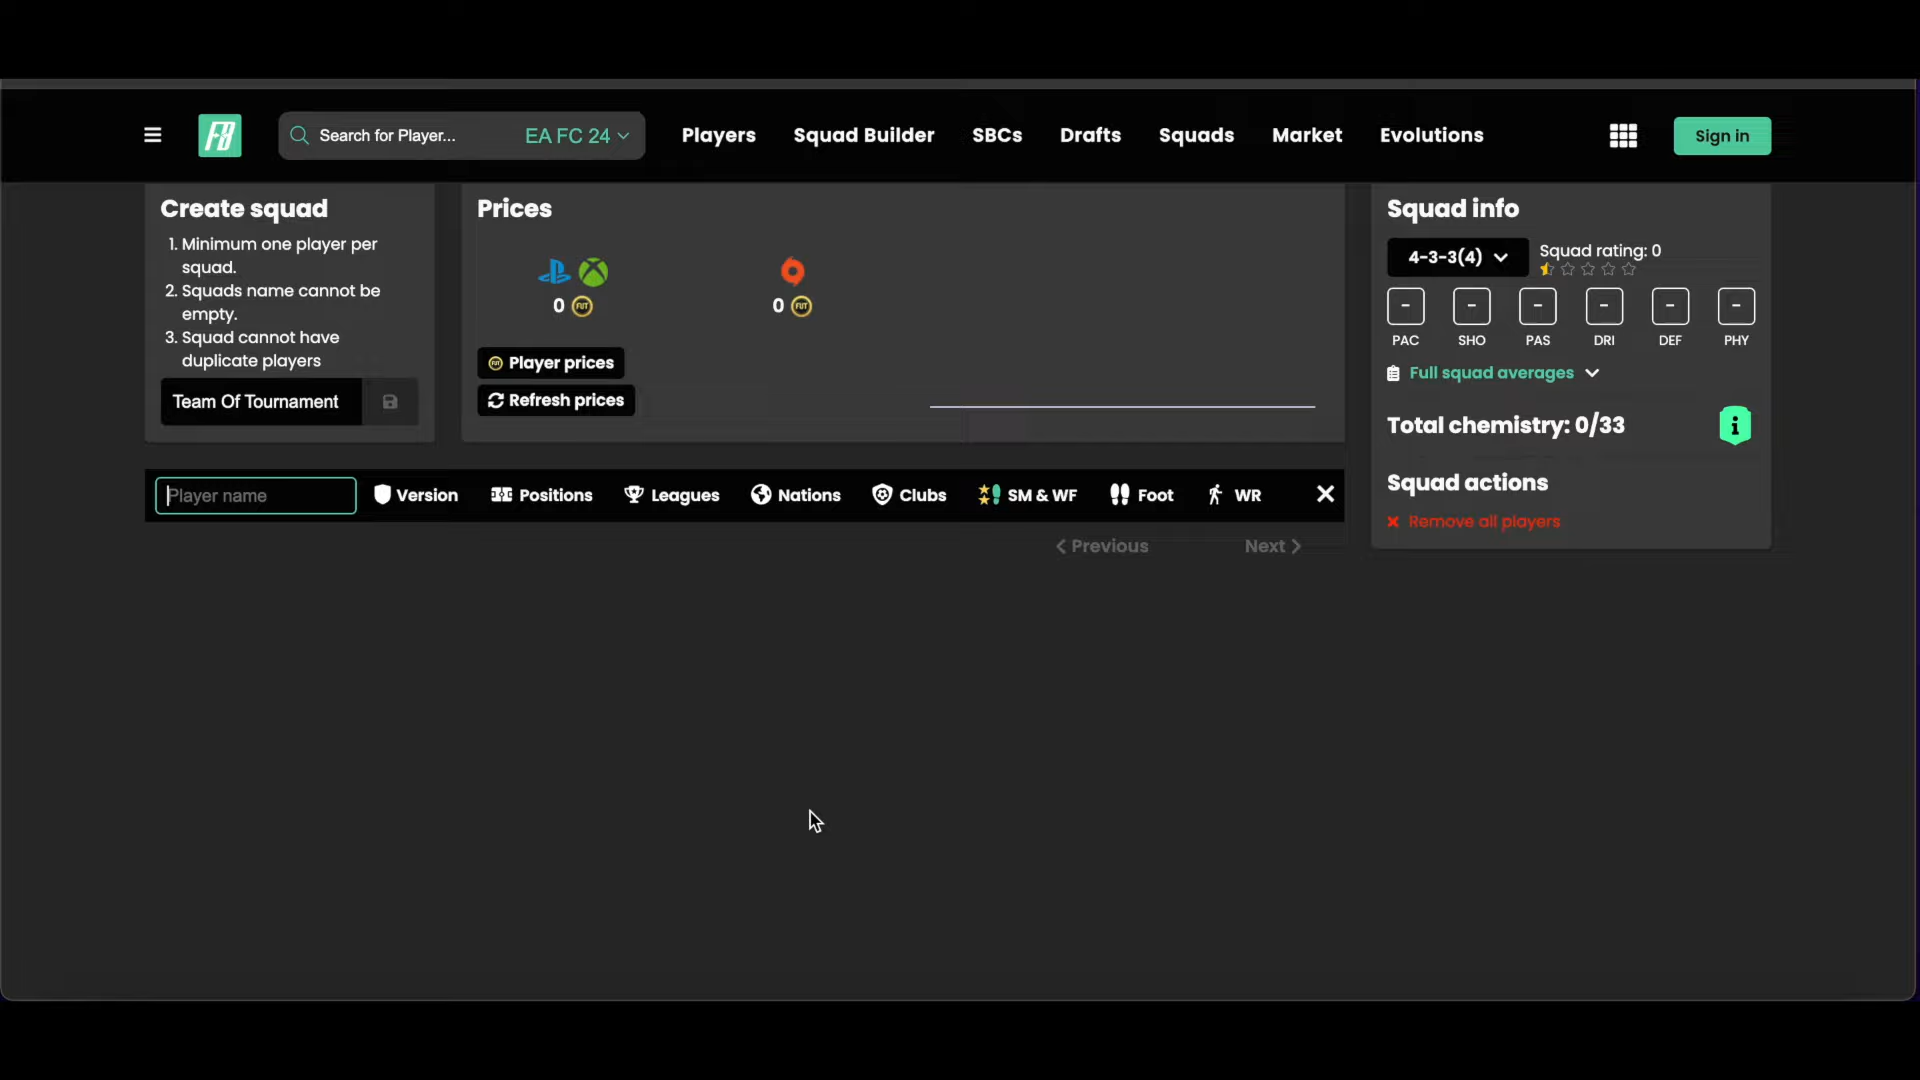 Search for Player... EA FC 24 Players Squad Builder SBCs Drafts Squads Market Evolutions Sign in
Create squad
1. Minimum one player per
squad.
2. Squads name cannot be
empty.
3. Squad cannot have
duplicate players
Team Of Tournament
Prices
0 FUT 0 FUT
Player prices
Refresh prices
Squad info
4-3-3(4) Squad rating: 0
- - - - - -
PAC SHO PAS DRI DEF PHY
Full squad averages
Total chemistry: 0/33
Squad actions
Remove all players
Player name Version Positions Leagues Nations Clubs SM & WF Foot WR
Previous Next